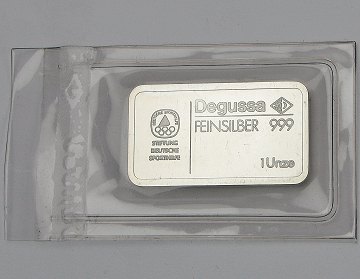 Degussa
FEINSILBER 999
STIFTUNG
DEUTSCHE
SPORTHILFE
1 Unze